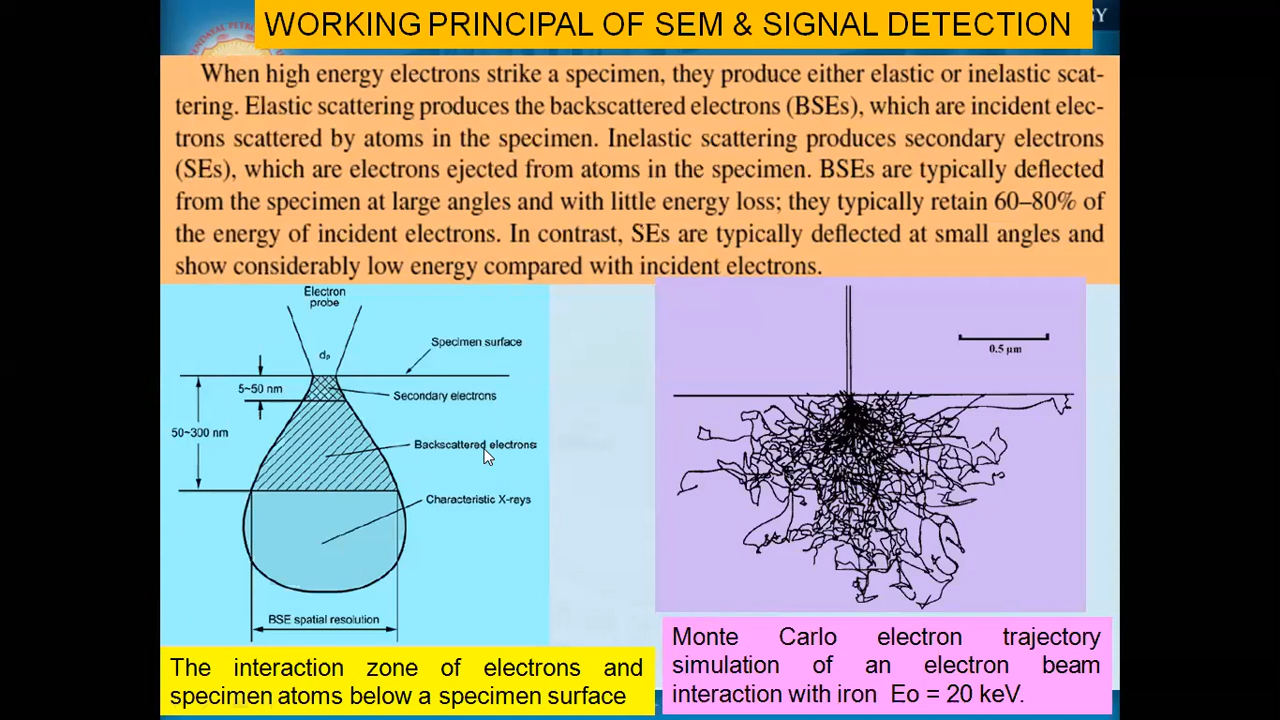 WORKING PRINCIPAL OF SEM & SIGNAL DETECTION
GY
When high energy electrons strike a specimen, they produce either elastic or inelastic scat-
tering. Elastic scattering produces the backscattered electrons (BSEs), which are incident elec-
trons scattered by atoms in the specimen. Inelastic scattering produces secondary electrons
(SEs), which are electrons ejected from atoms in the specimen. BSEs are typically deflected
from the specimen at large angles and with little energy loss; they typically retain 60–80% of
the energy of incident electrons. In contrast, SEs are typically deflected at small angles and
show considerably low energy compared with incident electrons.
Electron
probe
dₚ
Specimen surface
5~50 nm
Secondary electrons
50~300 nm
Backscattered electrons
Characteristic X-rays
BSE spatial resolution
The interaction zone of electrons and
specimen atoms below a specimen surface
0.5 µm
Monte Carlo electron trajectory
simulation of an electron beam
interaction with iron Eo = 20 keV.